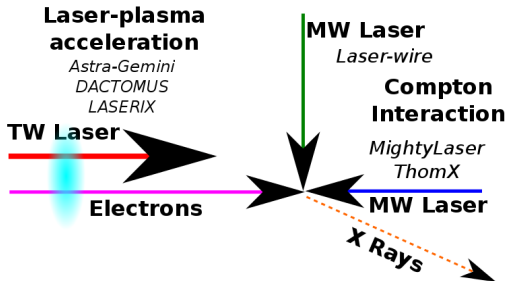 Laser-plasma
acceleration
Astra-Gemini
DACTOMUS
LASERIX
TW Laser
Electrons
MW Laser
Laser-wire
Compton
Interaction
MightyLaser
ThomX
MW Laser
X Rays